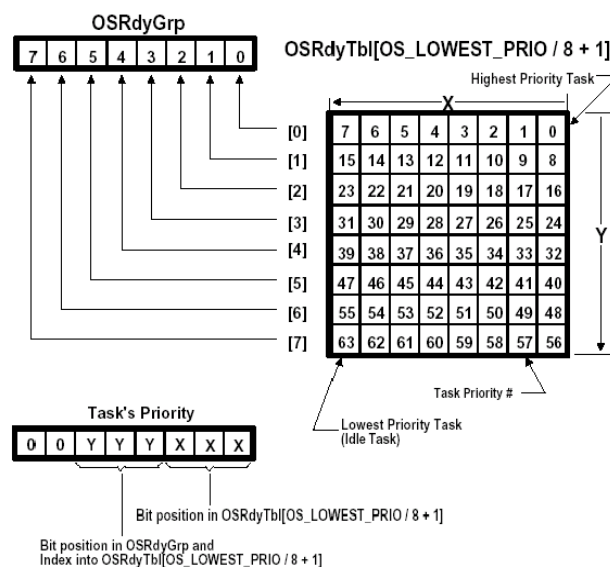 OSRdyGrp
7 6 5 4 3 2 1 0
OSRdyTbl[OS_LOWEST_PRIO / 8 + 1]
Highest Priority Task
X
[0] 7 6 5 4 3 2 1 0
[1] 15 14 13 12 11 10 9 8
[2] 23 22 21 20 19 18 17 16
[3] 31 30 29 28 27 26 25 24
[4] 39 38 37 36 35 34 33 32
[5] 47 46 45 44 43 42 41 40
[6] 55 54 53 52 51 50 49 48
[7] 63 62 61 60 59 58 57 56
Y
Task Priority #
Lowest Priority Task
(Idle Task)
Task's Priority
0 0 Y Y Y X X X
Bit position in OSRdyTbl[OS_LOWEST_PRIO / 8 + 1]
Bit position in OSRdyGrp and
Index into OSRdyTbl[OS_LOWEST_PRIO / 8 + 1]